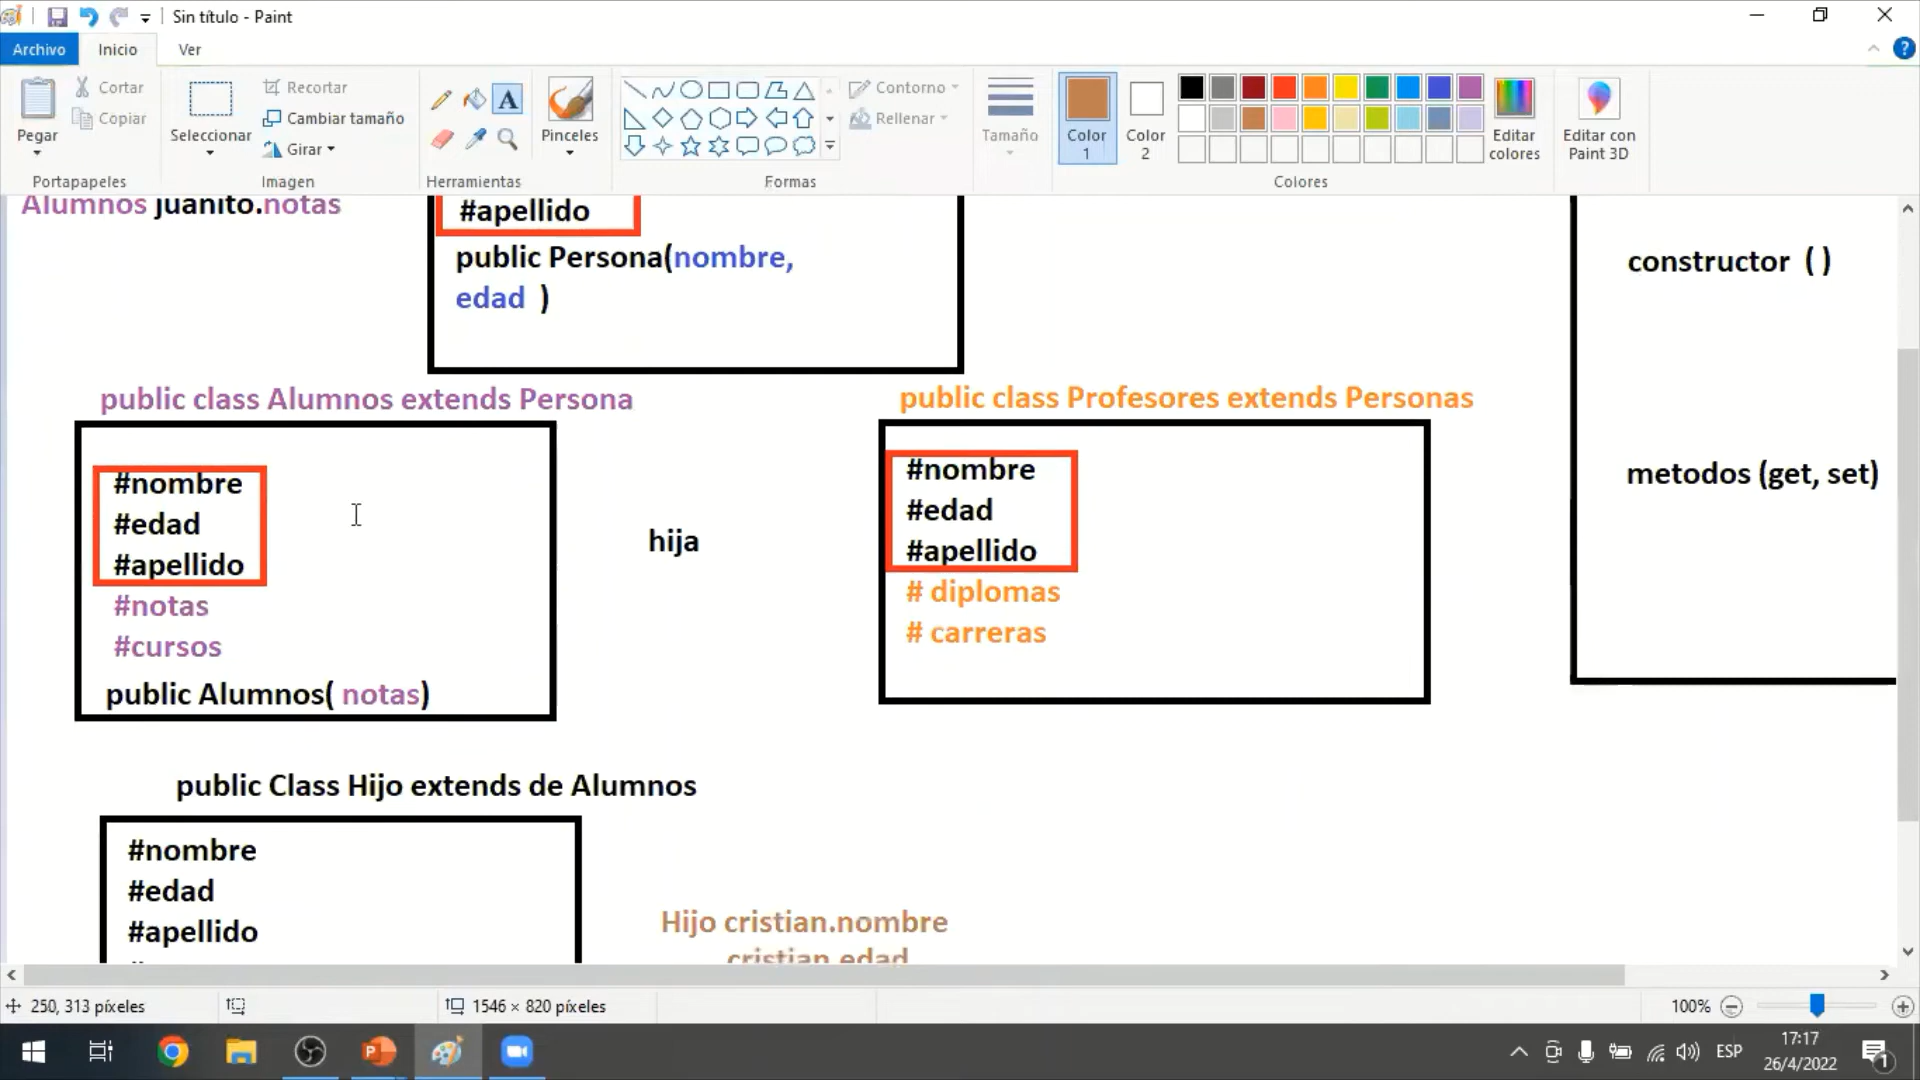 Sin título - Paint
Archivo Inicio Ver
Pegar
Cortar
Copiar
Portapapeles
Seleccionar
Recortar
Cambiar tamaño
Girar
Imagen
A
Herramientas
Pinceles
Contorno
Rellenar
Formas
Tamaño
Color 1
Color 2
Editar colores
Editar con Paint 3D
Colores
?
Alumnos juanito.notas
#apellido
public Persona(nombre,
edad )
constructor ( )
metodos (get, set)
public class Alumnos extends Persona
#nombre
#edad
#apellido
#notas
#cursos
public Alumnos( notas)
hija
public class Profesores extends Personas
#nombre
#edad
#apellido
# diplomas
# carreras
public Class Hijo extends de Alumnos
#nombre
#edad
#apellido
Hijo cristian.nombre
cristian.edad
250, 313 píxeles
1546 × 820 píxeles
100%
P
ESP
17:17
26/4/2022
1